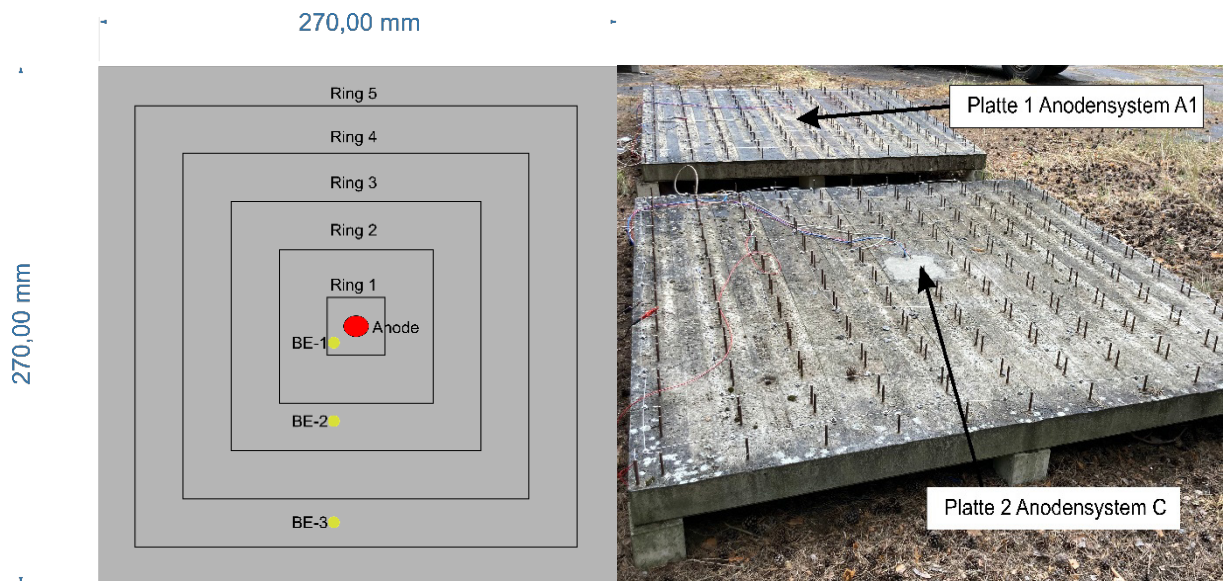 270,00 mm
270,00 mm
Ring 5
Ring 4
Ring 3
Ring 2
Ring 1
Anode
BE-1
BE-2
BE-3
Platte 1 Anodensystem A1
Platte 2 Anodensystem C